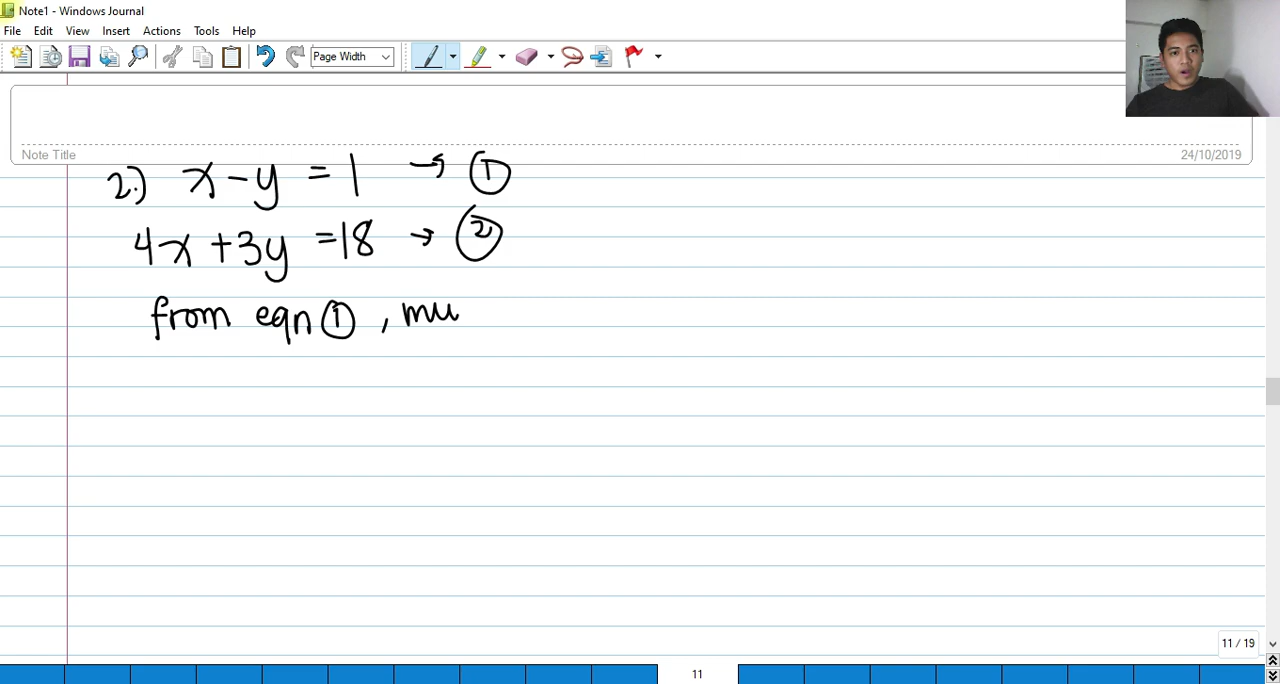 Note1 - Windows Journal
File Edit View Insert Actions Tools Help
Page Width
Note Title
24/10/2019
2.) x - y = 1 → ①
4x + 3y = 18 → ②
from eqn ① , mu
11 / 19
11